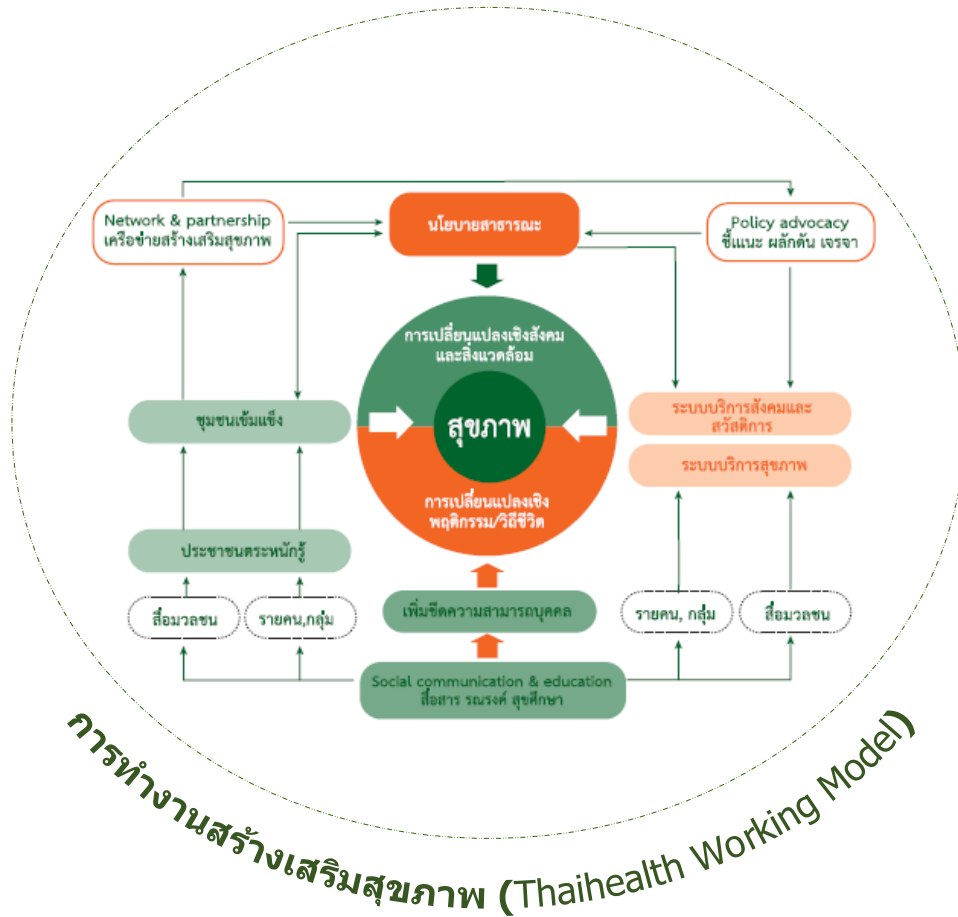 Network & partnership
เครือข่ายสร้างเสริมสุขภาพ
นโยบายสาธารณะ
Policy advocacy
ชี้แนะ ผลักดัน เจรจา
การเปลี่ยนแปลงเชิงสังคม
และสิ่งแวดล้อม
สุขภาพ
การเปลี่ยนแปลงเชิง
พฤติกรรม/วิถีชีวิต
ชุมชนเข้มแข็ง
ระบบบริการสังคมและ
สวัสดิการ
ระบบบริการสุขภาพ
ประชาชนตระหนักรู้
สื่อมวลชน
รายคน,กลุ่ม
เพิ่มขีดความสามารถบุคคล
รายคน, กลุ่ม
สื่อมวลชน
Social communication & education
สื่อสาร รณรงค์ สุขศึกษา
การทำงานสร้างเสริมสุขภาพ (Thaihealth Working Model)